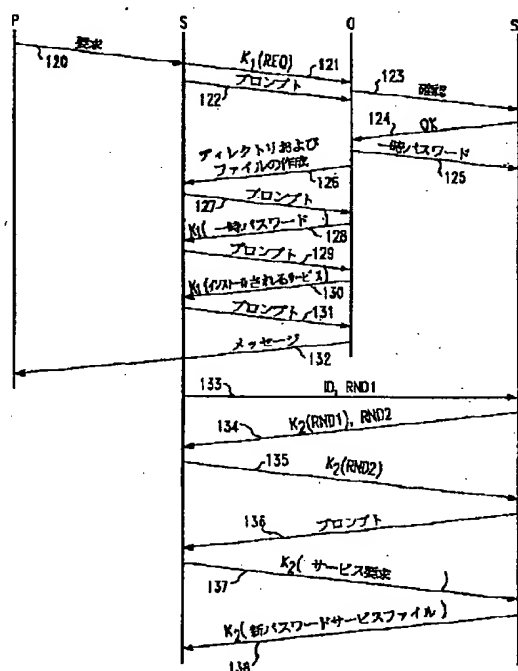 P S O S
要求
120
K₁(REQ)
121
プロンプト
122
123
確認
124
OK
一時パスワード
125
ディレクトリおよび
ファイルの作成
126
プロンプト
127
K₁( 一時パスワード )
128
プロンプト
129
K₁(インストールされるサービス)
130
プロンプト
131
メッセージ
132
133
ID, RND1
K₂(RND1), RND2
134
135
K₂(RND2)
プロンプト
136
K₂( サービス要求 )
137
K₂( 新パスワードサービスファイル )
138